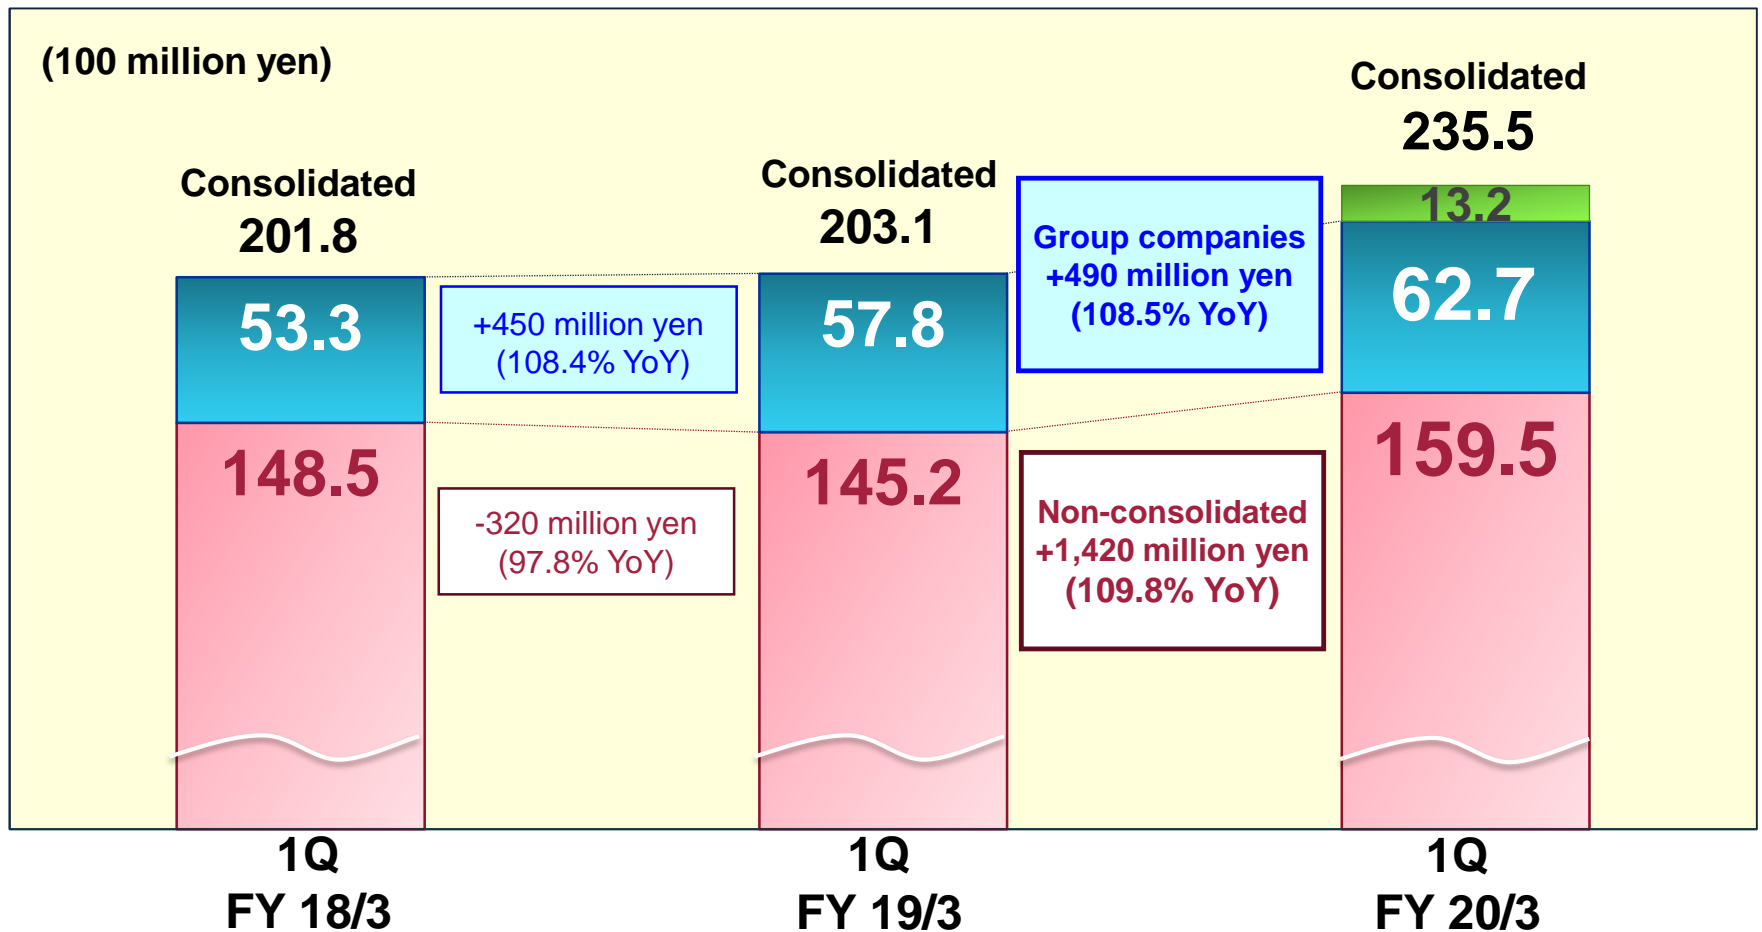 (100 million yen)
Consolidated
201.8
53.3
148.5
+450 million yen
(108.4% YoY)
-320 million yen
(97.8% YoY)
Consolidated
203.1
57.8
145.2
Group companies
+490 million yen
(108.5% YoY)
Non-consolidated
+1,420 million yen
(109.8% YoY)
Consolidated
235.5
13.2
62.7
159.5
1Q
FY 18/3
1Q
FY 19/3
1Q
FY 20/3